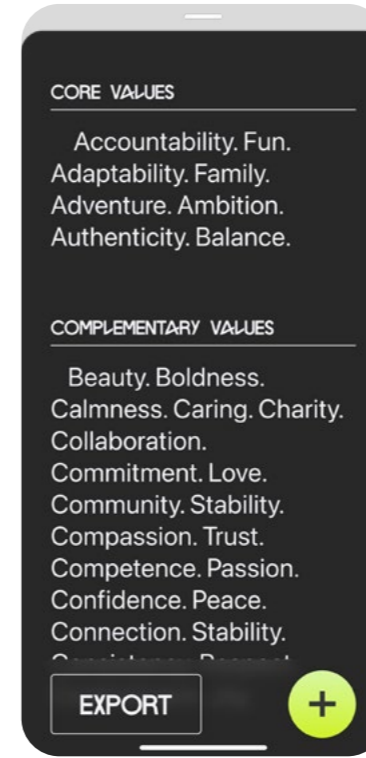 CORE VALUES
Accountability. Fun.
Adaptability. Family.
Adventure. Ambition.
Authenticity. Balance.
COMPLEMENTARY VALUES
Beauty. Boldness.
Calmness. Caring. Charity.
Collaboration.
Commitment. Love.
Community. Stability.
Compassion. Trust.
Competence. Passion.
Confidence. Peace.
Connection. Stability.
EXPORT
+